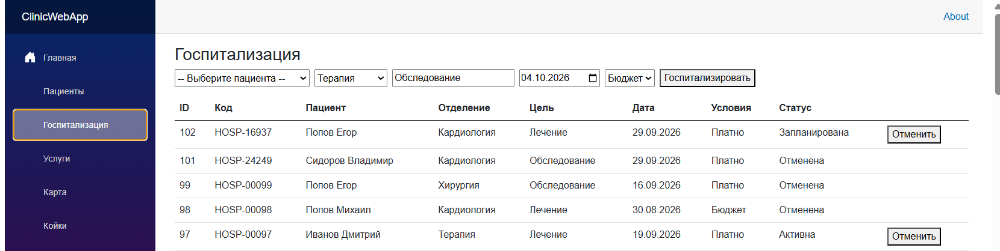 ClinicWebApp
About
Главная
Пациенты
Госпитализация
Услуги
Карта
Койки
Госпитализация
-- Выберите пациента -- Терапия Обследование 04.10.2026 Бюджет Госпитализировать
ID Код Пациент Отделение Цель Дата Условия Статус
102 HOSP-16937 Попов Егор Кардиология Лечение 29.09.2026 Платно Запланирована Отменить
101 HOSP-24249 Сидоров Владимир Кардиология Обследование 29.09.2026 Платно Отменена
99 HOSP-00099 Попов Егор Хирургия Обследование 16.09.2026 Платно Отменена
98 HOSP-00098 Попов Михаил Кардиология Лечение 30.08.2026 Бюджет Отменена
97 HOSP-00097 Иванов Дмитрий Терапия Лечение 19.09.2026 Платно Активна Отменить